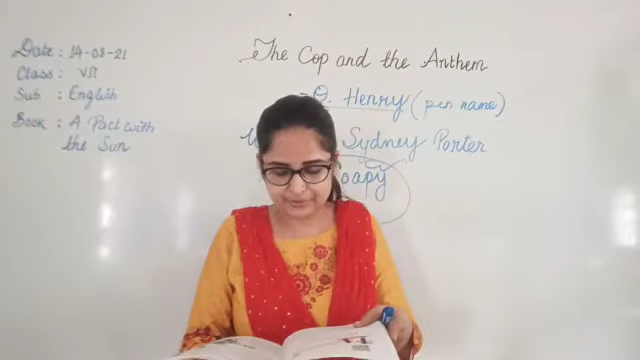 Date : 14-08-21
Class : VII
Sub : English
Book : A Pact with
the Sun
The Cop and the Anthem
- O. Henry (pen name)
Sydney Porter